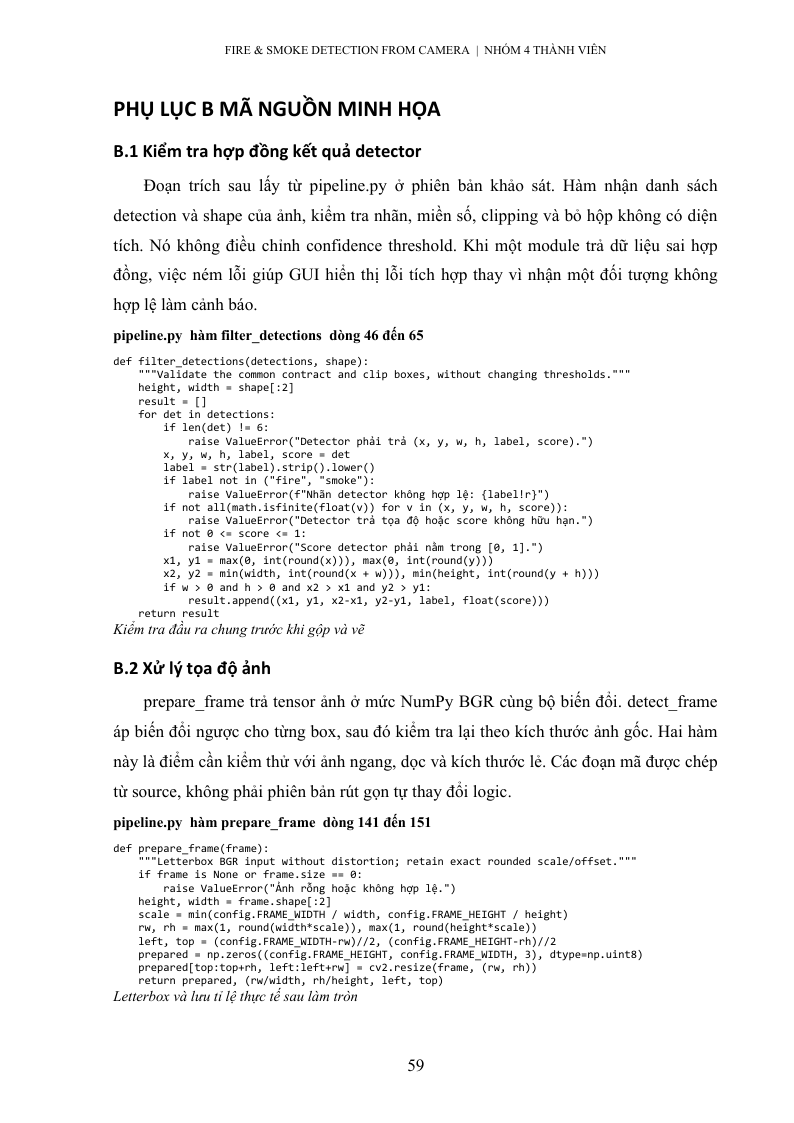 FIRE & SMOKE DETECTION FROM CAMERA | NHÓM 4 THÀNH VIÊN
PHỤ LỤC B MÃ NGUỒN MINH HỌA
B.1 Kiểm tra hợp đồng kết quả detector
Đoạn trích sau lấy từ pipeline.py ở phiên bản khảo sát. Hàm nhận danh sách
detection và shape của ảnh, kiểm tra nhãn, miền số, clipping và bỏ hộp không có diện
tích. Nó không điều chỉnh confidence threshold. Khi một module trả dữ liệu sai hợp
đồng, việc ném lỗi giúp GUI hiển thị lỗi tích hợp thay vì nhận một đối tượng không
hợp lệ làm cảnh báo.
pipeline.py hàm filter_detections dòng 46 đến 65
def filter_detections(detections, shape):
    """Validate the common contract and clip boxes, without changing thresholds."""
    height, width = shape[:2]
    result = []
    for det in detections:
        if len(det) != 6:
            raise ValueError("Detector phải trả (x, y, w, h, label, score).")
        x, y, w, h, label, score = det
        label = str(label).strip().lower()
        if label not in ("fire", "smoke"):
            raise ValueError(f"Nhãn detector không hợp lệ: {label!r}")
        if not all(math.isfinite(float(v)) for v in (x, y, w, h, score)):
            raise ValueError("Detector trả tọa độ hoặc score không hữu hạn.")
        if not 0 <= score <= 1:
            raise ValueError("Score detector phải nằm trong [0, 1].")
        x1, y1 = max(0, int(round(x))), max(0, int(round(y)))
        x2, y2 = min(width, int(round(x + w))), min(height, int(round(y + h)))
        if w > 0 and h > 0 and x2 > x1 and y2 > y1:
            result.append((x1, y1, x2-x1, y2-y1, label, float(score)))
    return result
Kiểm tra đầu ra chung trước khi gộp và vẽ
B.2 Xử lý tọa độ ảnh
prepare_frame trả tensor ảnh ở mức NumPy BGR cùng bộ biến đổi. detect_frame
áp biến đổi ngược cho từng box, sau đó kiểm tra lại theo kích thước ảnh gốc. Hai hàm
này là điểm cần kiểm thử với ảnh ngang, dọc và kích thước lẻ. Các đoạn mã được chép
từ source, không phải phiên bản rút gọn tự thay đổi logic.
pipeline.py hàm prepare_frame dòng 141 đến 151
def prepare_frame(frame):
    """Letterbox BGR input without distortion; retain exact rounded scale/offset."""
    if frame is None or frame.size == 0:
        raise ValueError("Ảnh rỗng hoặc không hợp lệ.")
    height, width = frame.shape[:2]
    scale = min(config.FRAME_WIDTH / width, config.FRAME_HEIGHT / height)
    rw, rh = max(1, round(width*scale)), max(1, round(height*scale))
    left, top = (config.FRAME_WIDTH-rw)//2, (config.FRAME_HEIGHT-rh)//2
    prepared = np.zeros((config.FRAME_HEIGHT, config.FRAME_WIDTH, 3), dtype=np.uint8)
    prepared[top:top+rh, left:left+rw] = cv2.resize(frame, (rw, rh))
    return prepared, (rw/width, rh/height, left, top)
Letterbox và lưu tỉ lệ thực tế sau làm tròn
59